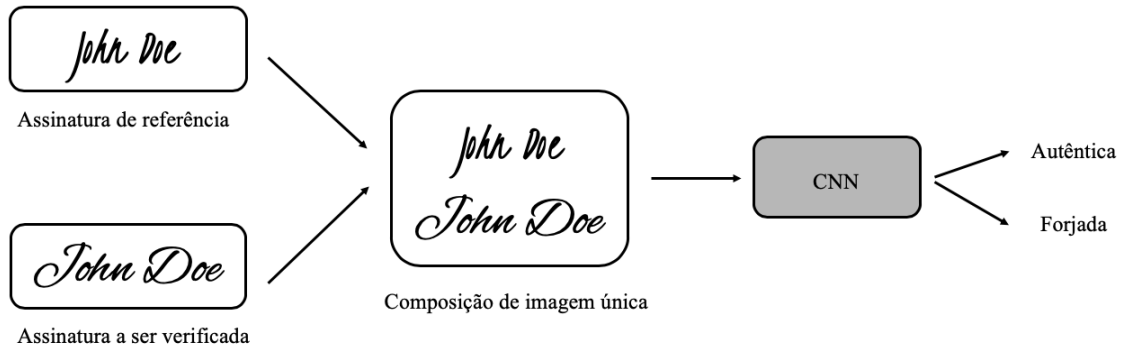 John Doe
Assinatura de referência
John Doe
Assinatura a ser verificada
John Doe
John Doe
Composição de imagem única
CNN
Autêntica
Forjada